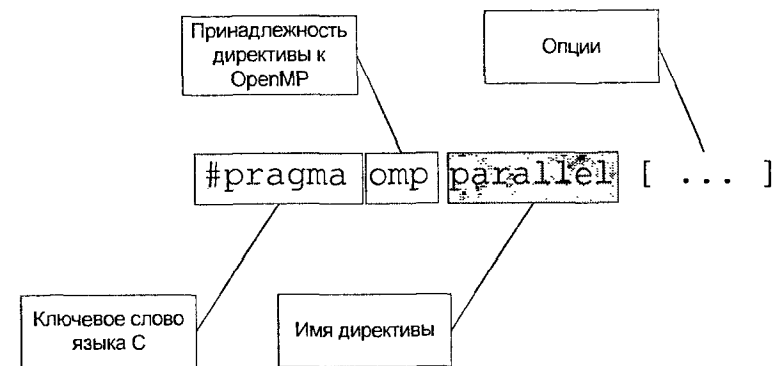 Принадлежность
директивы к
OpenMP
Опции
#pragma omp parallel [ ... ]
Ключевое слово
языка C
Имя директивы